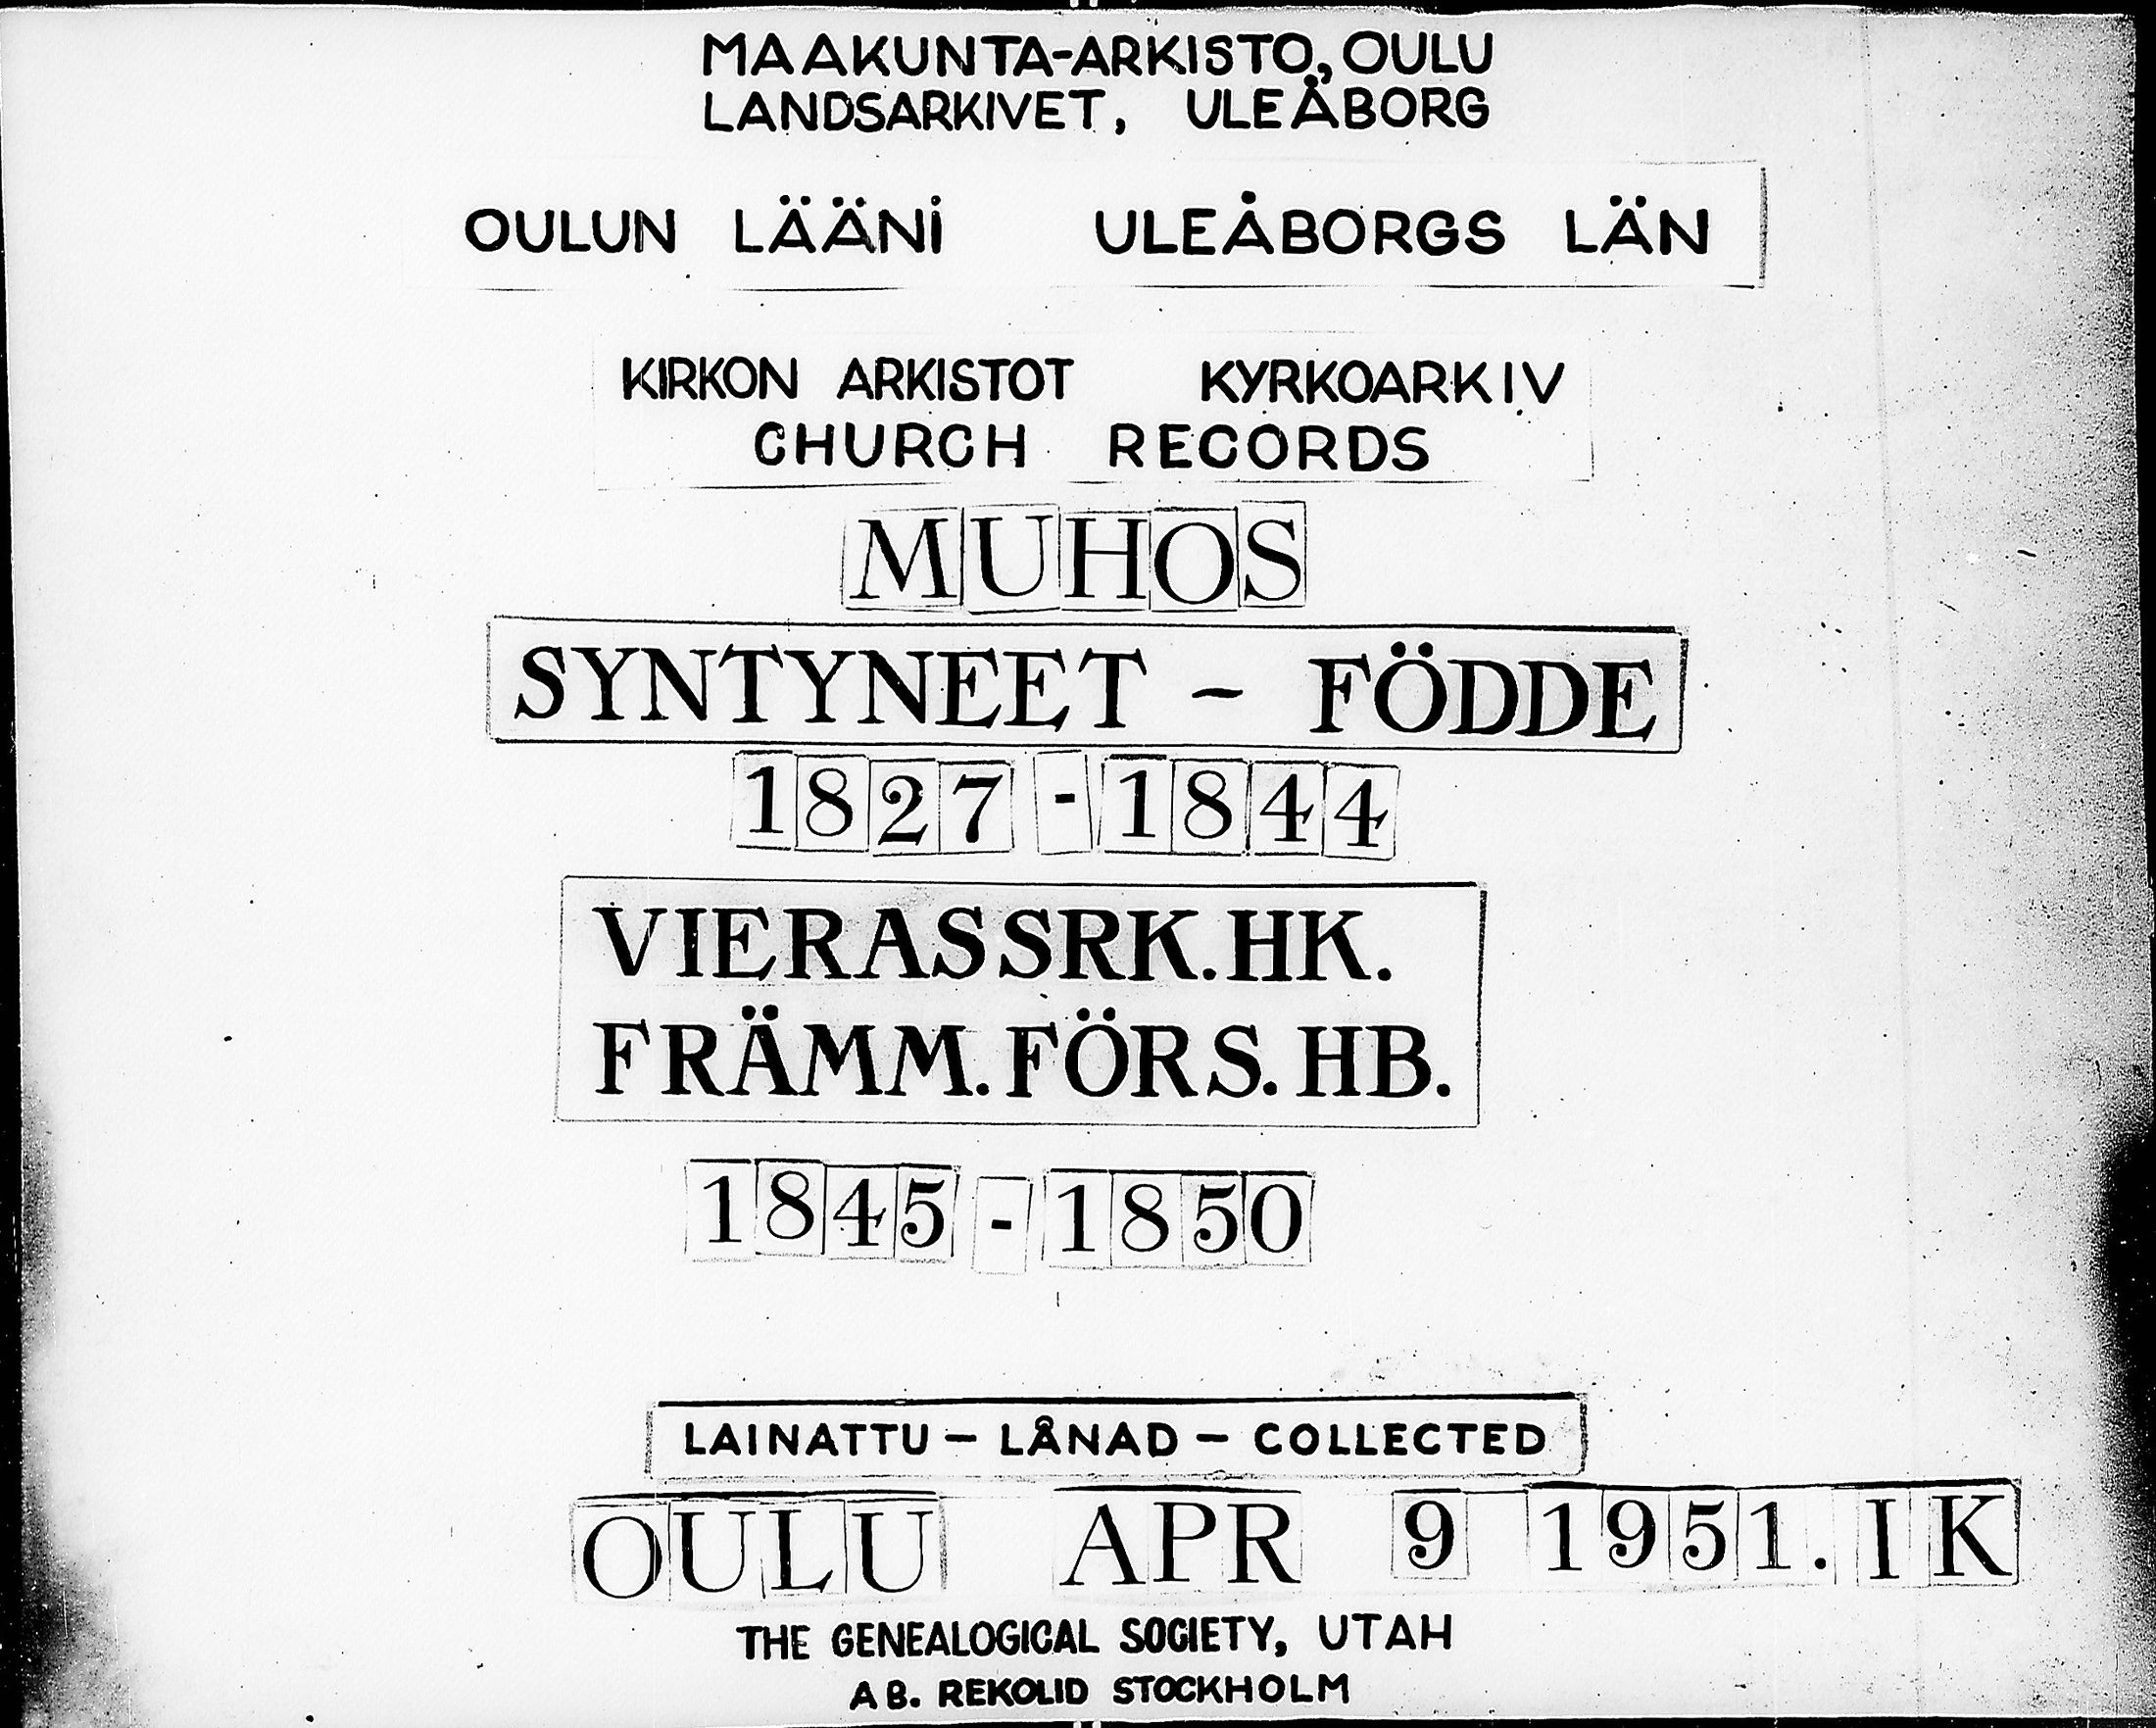 MAAKUNTA-ARKISTO, OULU
LANDSARKIVET, ULEÅBORG
OULUN LÄÄNI ULEÅBORGS LÄN
KIRKON ARKISTOT KYRKOARKIV
CHURCH RECORDS
MUHOS
SYNTYNEET - FÖDDE
1827-1844
VIERASSRK.HK.
FRÄMM.FÖRS.HB.
1845-1850
LAINATTU - LÅNAD - COLLECTED
OULU APR 9 1951. IK
THE GENEALOGICAL SOCIETY, UTAH
AB. REKOLID STOCKHOLM